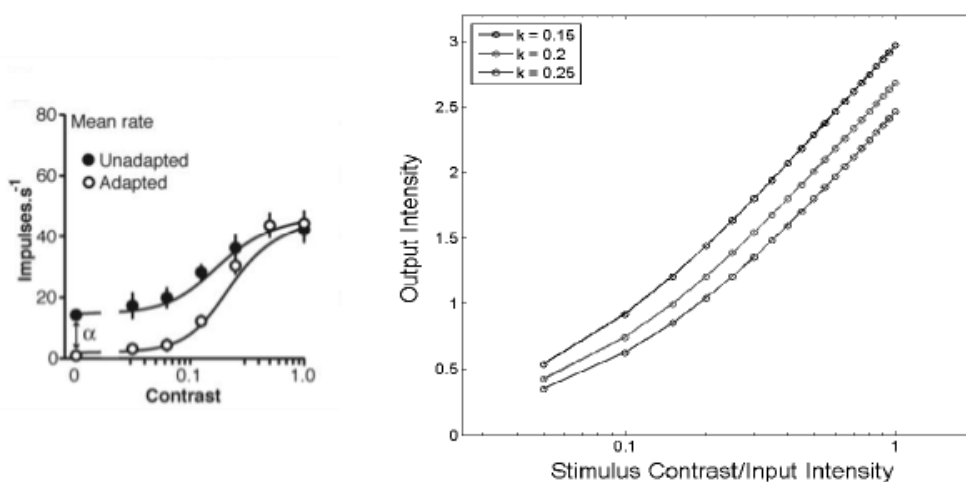 80
60
40
20
0
Impulses.s⁻¹
Mean rate
Unadapted
Adapted
α
0
0.1
1.0
Contrast
3
2.5
2
1.5
1
0.5
0
Output Intensity
k = 0.15
k = 0.2
k = 0.25
0.1
1
Stimulus Contrast/Input Intensity